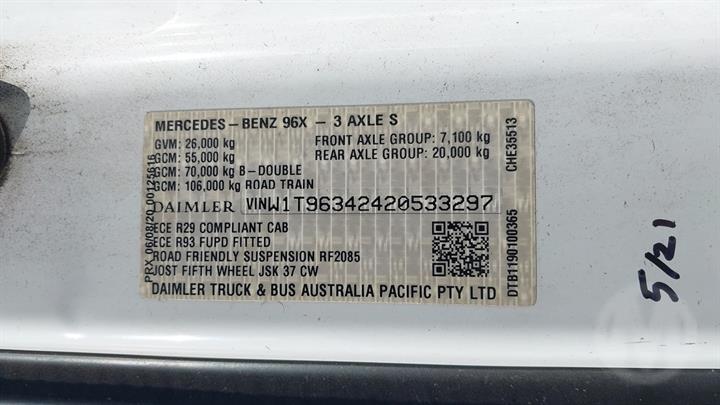 MERCEDES-BENZ 96X - 3 AXLE S
GVM: 26,000 kg FRONT AXLE GROUP: 7,100 kg
GCM: 55,000 kg REAR AXLE GROUP: 20,000 kg
GCM: 70,000 kg B-DOUBLE
GCM: 106,000 kg ROAD TRAIN
DAIMLER VIN W1T96342420533297
ECE R29 COMPLIANT CAB
ECE R93 FUPD FITTED
ROAD FRIENDLY SUSPENSION RF2085
JOST FIFTH WHEEL JSK 37 CW
DAIMLER TRUCK & BUS AUSTRALIA PACIFIC PTY LTD
PRX 06/08/20 00125616
CHE35513
DTB1190100365
5/21